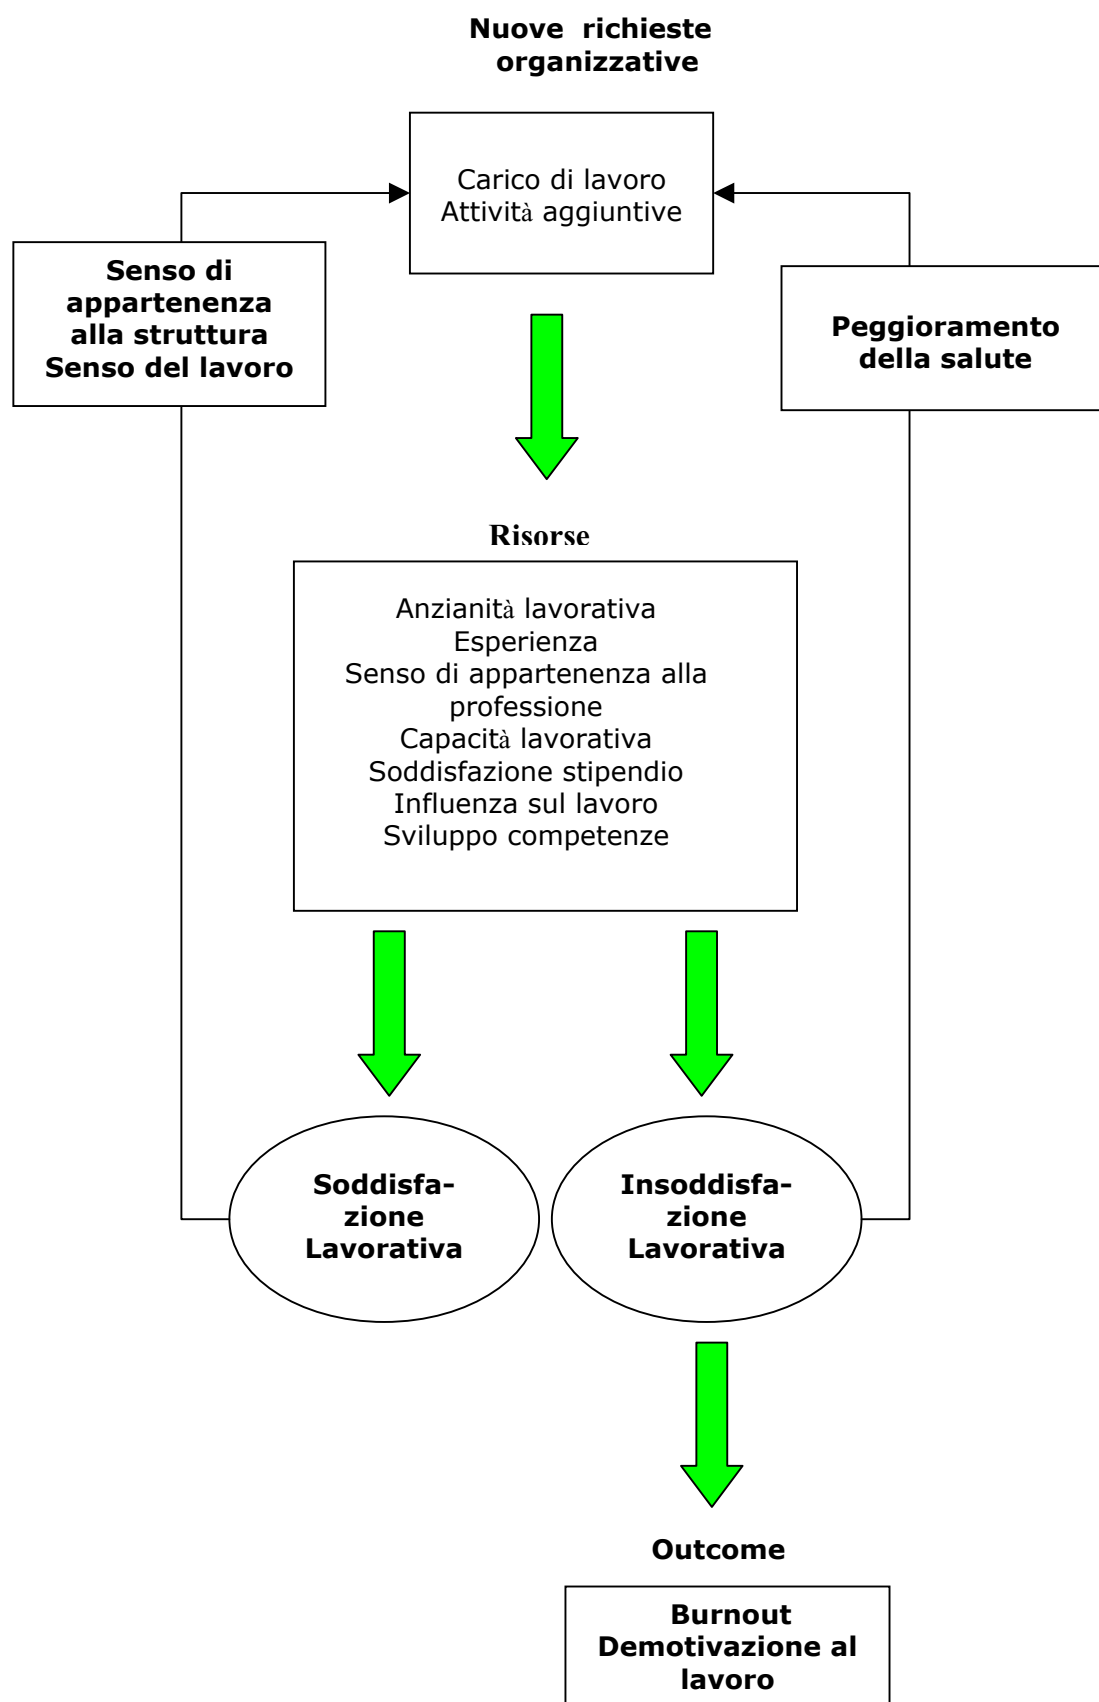 Nuove richieste
organizzative
Carico di lavoro
Attività aggiuntive
Senso di
appartenenza
alla struttura
Senso del lavoro
Peggioramento
della salute
Risorse
Anzianità lavorativa
Esperienza
Senso di appartenenza alla
professione
Capacità lavorativa
Soddisfazione stipendio
Influenza sul lavoro
Sviluppo competenze
Soddisfa-
zione
Lavorativa
Insoddisfa-
zione
Lavorativa
Outcome
Burnout
Demotivazione al
lavoro